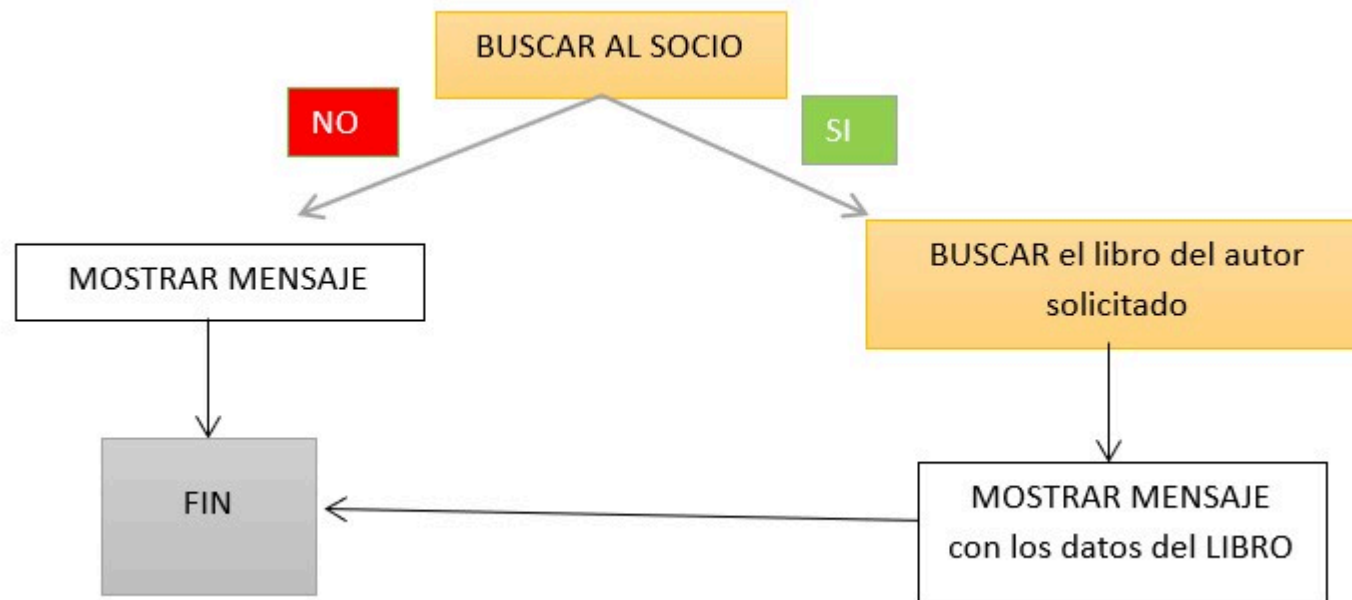 BUSCAR AL SOCIO
NO
SI
MOSTRAR MENSAJE
BUSCAR el libro del autor
solicitado
FIN
MOSTRAR MENSAJE
con los datos del LIBRO